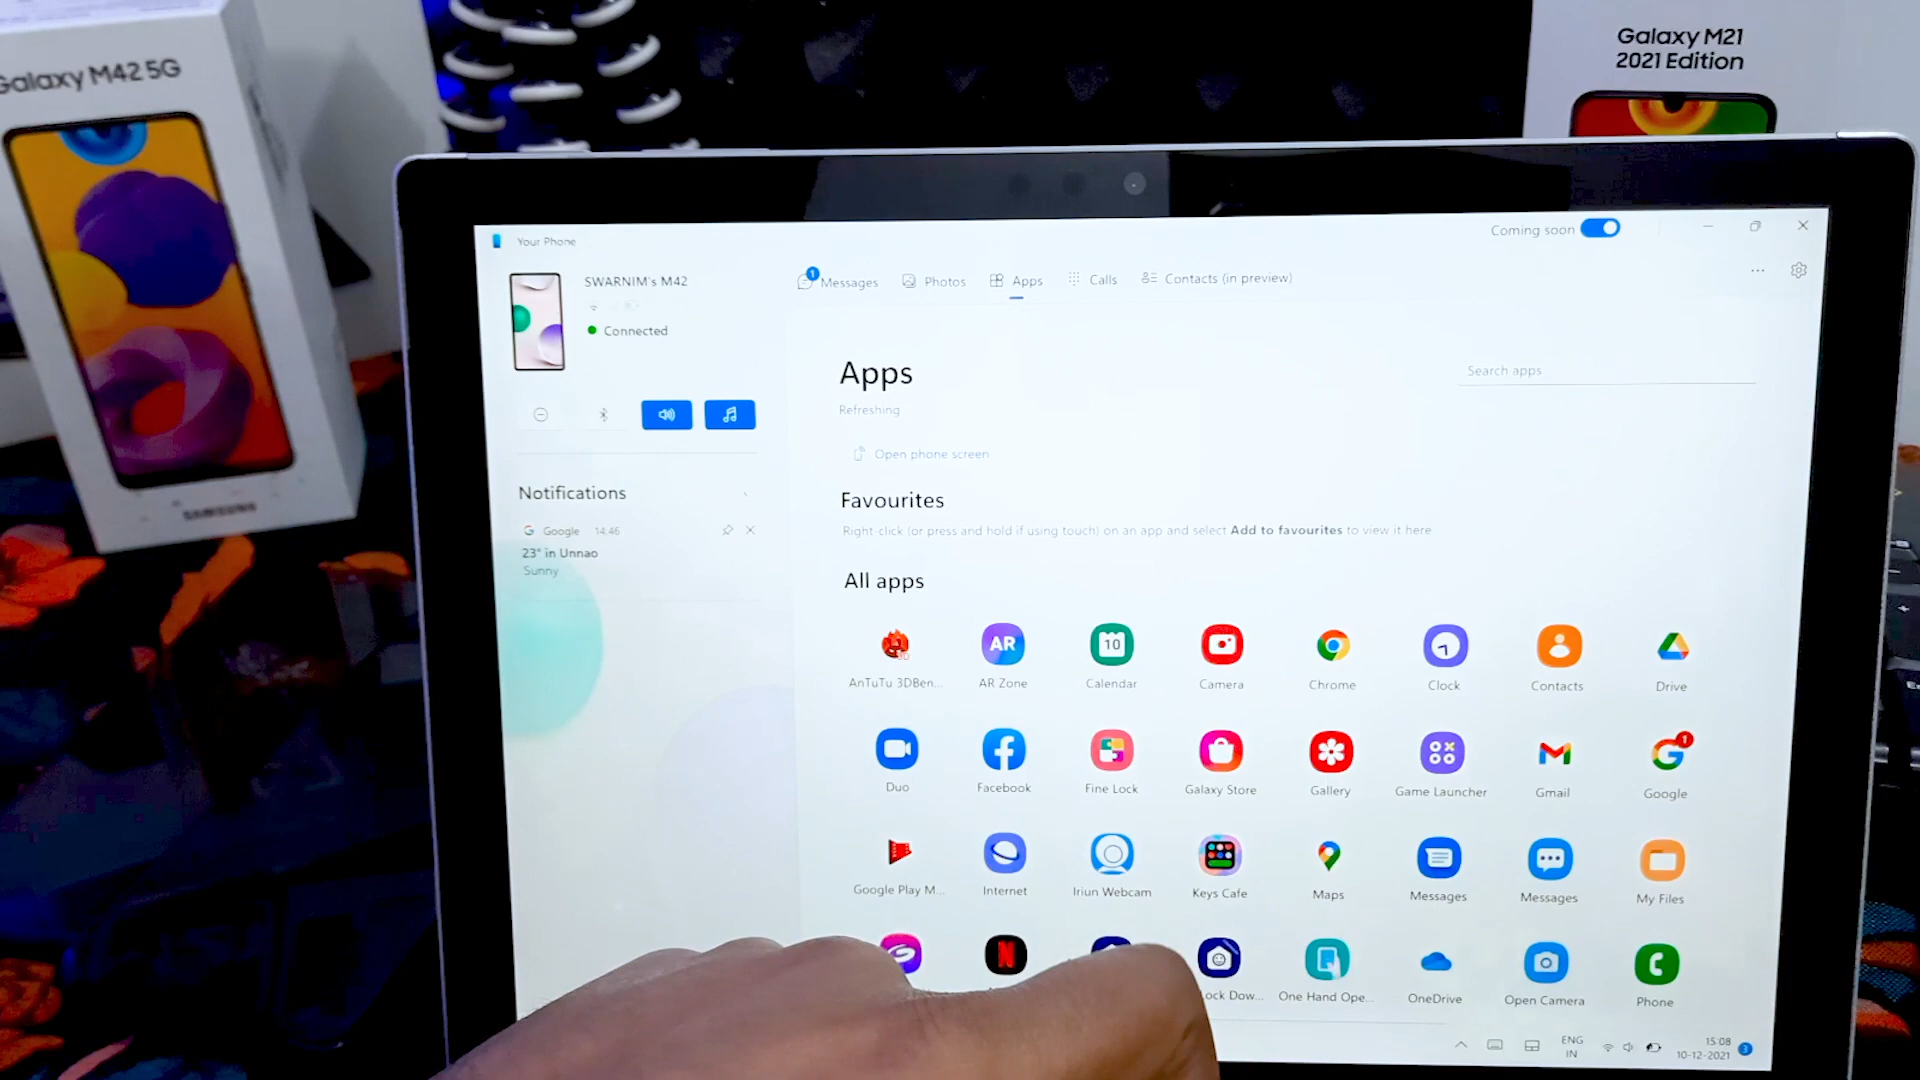 Galaxy M42 5G
SAMSUNG
Galaxy M21
2021 Edition
Your Phone
Coming soon
SWARNIM's M42
Connected
1
Messages
Photos
Apps
Calls
Contacts (in preview)
Apps
Refreshing
Search apps
Open phone screen
Notifications
Google 14:46
23° in Unnao
Sunny
Favourites
Right-click (or press and hold if using touch) on an app and select Add to favourites to view it here
All apps
AR
10
AnTuTu 3DBen...
AR Zone
Calendar
Camera
Chrome
Clock
Contacts
Drive
1
Duo
Facebook
Fine Lock
Galaxy Store
Gallery
Game Launcher
Gmail
Google
Google Play M...
Internet
Iriun Webcam
Keys Cafe
Maps
Messages
Messages
My Files
N
ock Dow...
One Hand Ope...
OneDrive
Open Camera
Phone
ENG
IN
15:08
10-12-2021
3